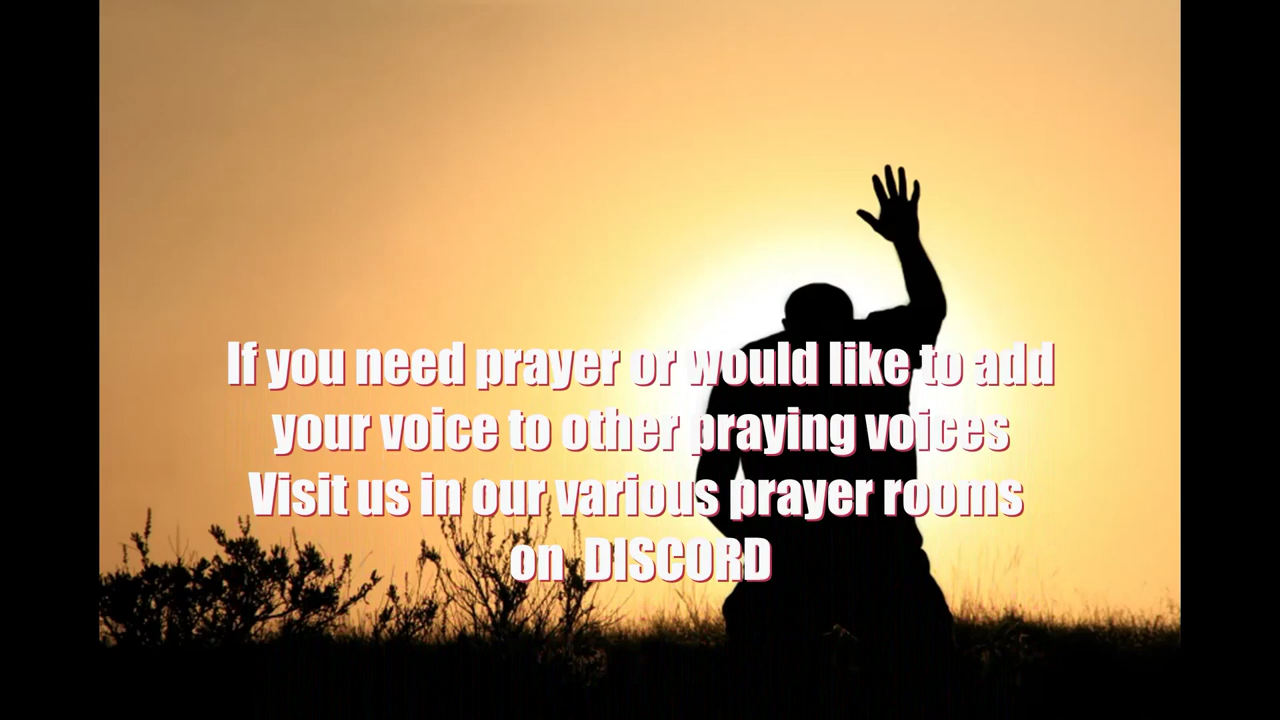 If you need prayer or would like to add
your voice to other praying voices
Visit us in our various prayer rooms
on DISCORD